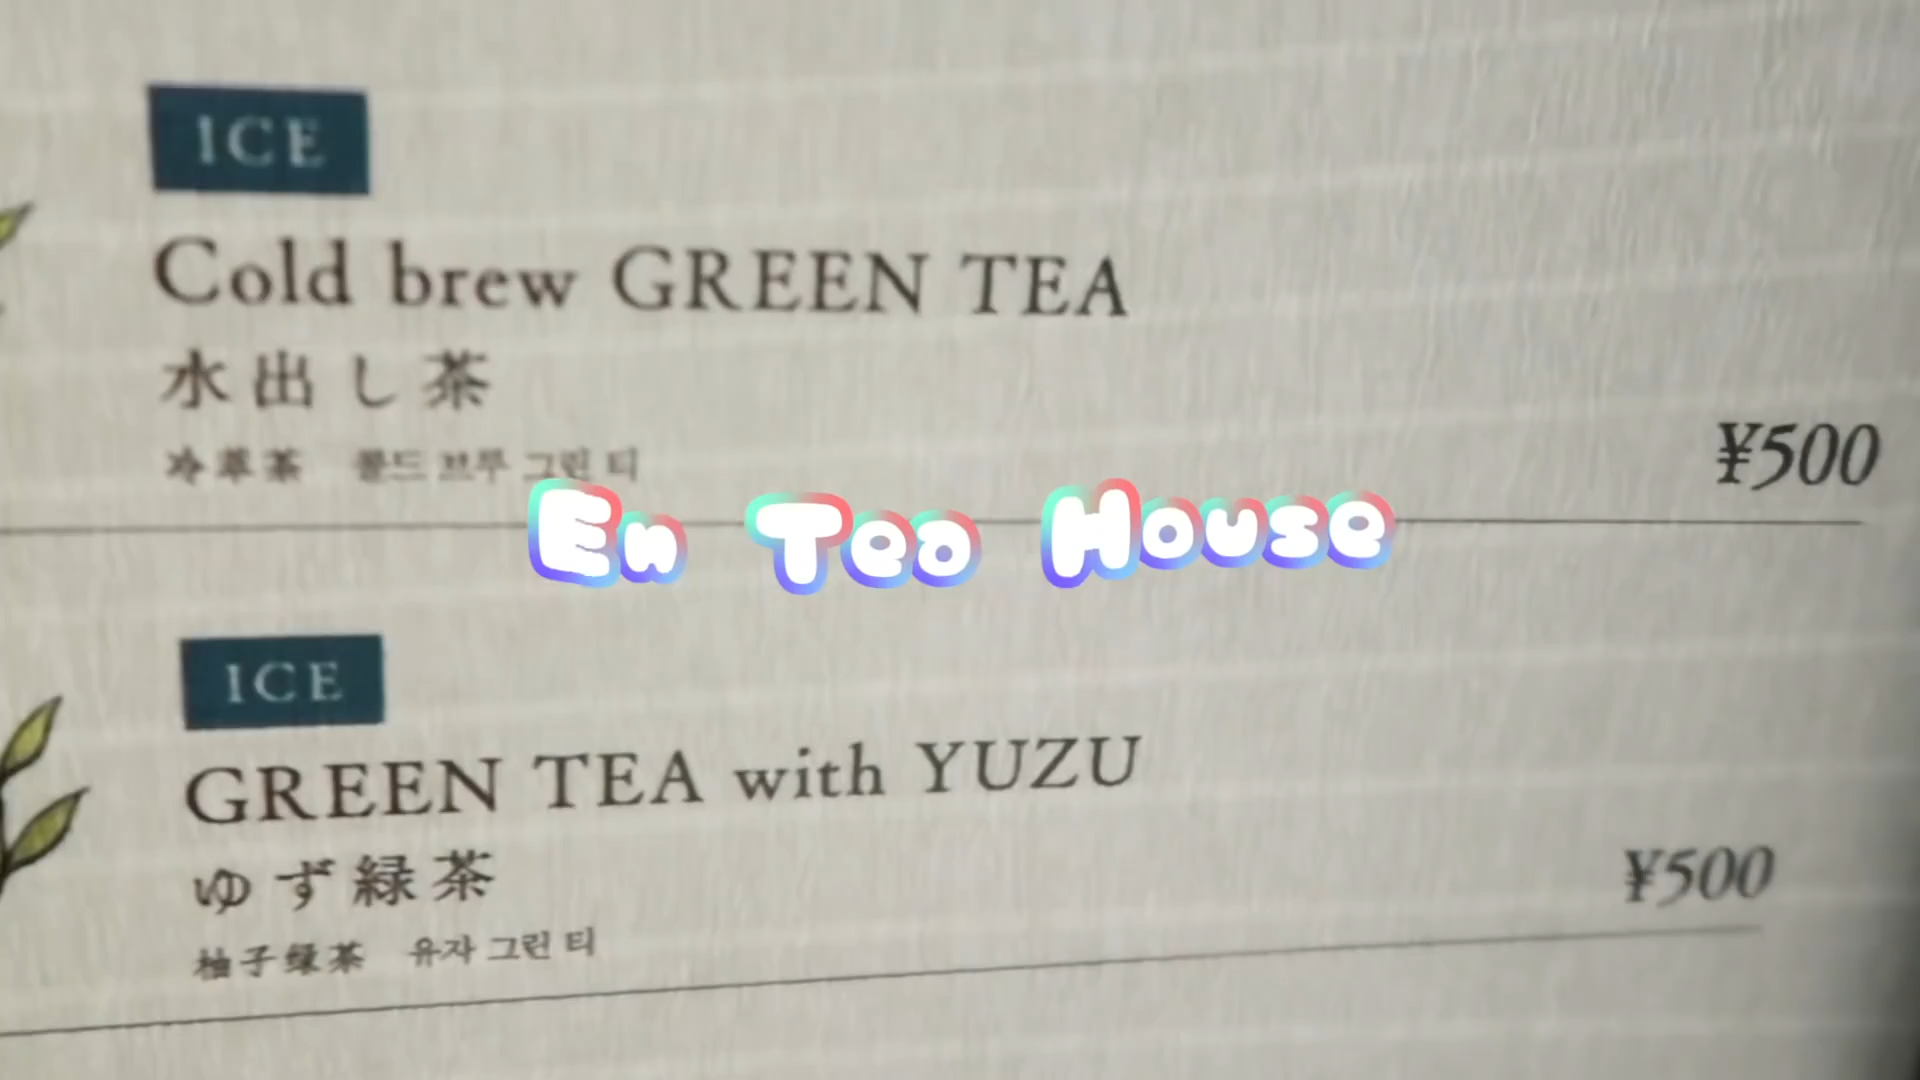 ICE
Cold brew GREEN TEA
水出し茶
冷萃茶 콜드 브루 그린 티
¥500
En Tea House
ICE
GREEN TEA with YUZU
ゆず緑茶
柚子绿茶 유자 그린 티
¥500